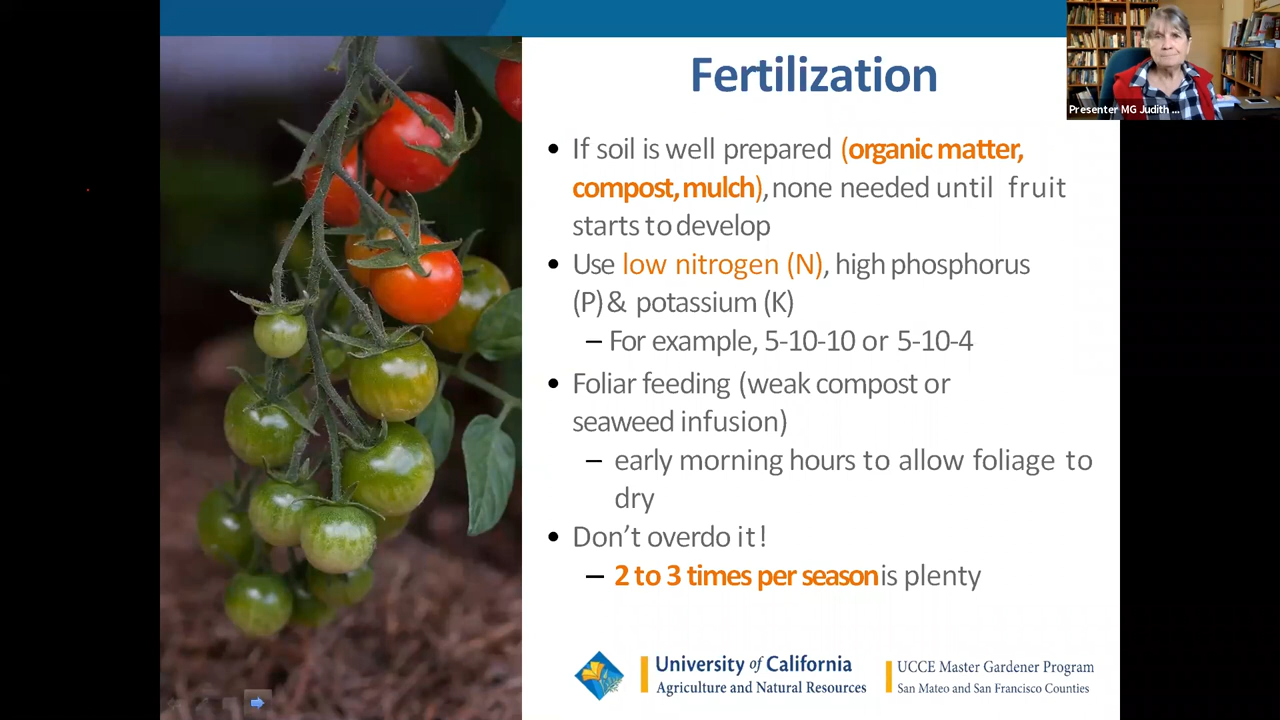 Fertilization
Presenter MG Judith ...
• If soil is well prepared (organic matter,
compost, mulch), none needed until fruit
starts to develop
• Use low nitrogen (N), high phosphorus
(P) & potassium (K)
– For example, 5-10-10 or 5-10-4
• Foliar feeding (weak compost or
seaweed infusion)
– early morning hours to allow foliage to
dry
• Don't overdo it!
– 2 to 3 times per season is plenty
University of California
Agriculture and Natural Resources
UCCE Master Gardener Program
San Mateo and San Francisco Counties